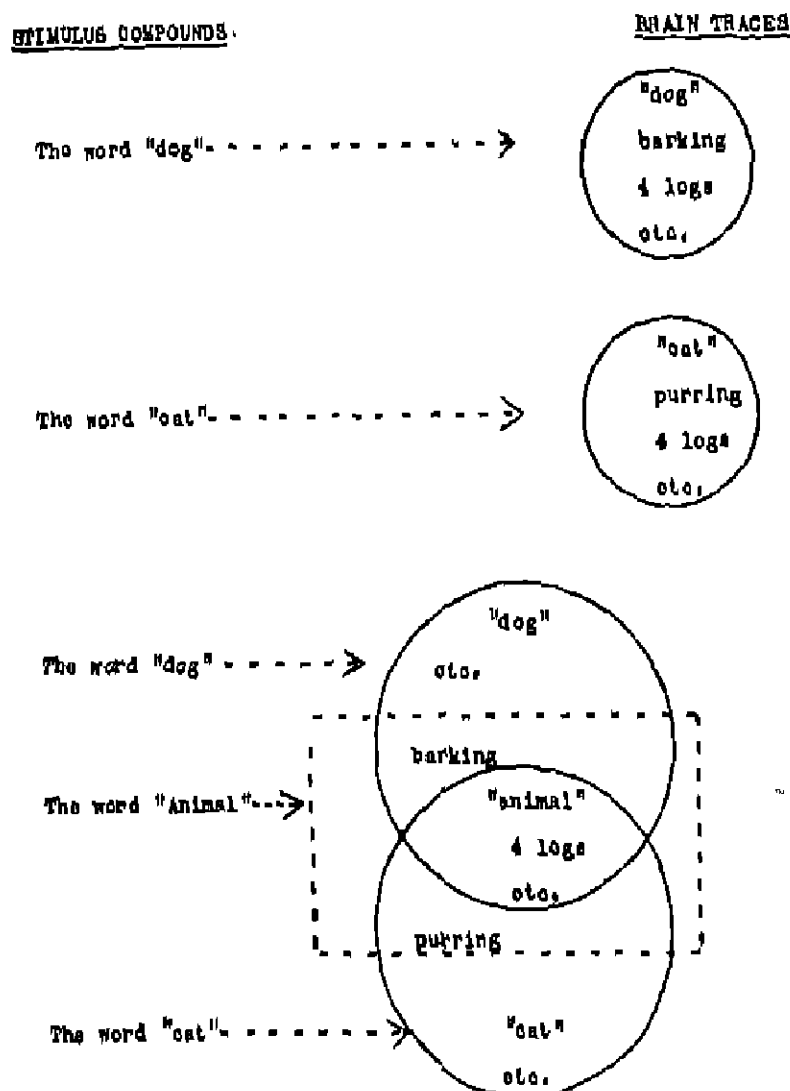 STIMULUS COMPOUNDS.
BRAIN TRACES
The word "dog"
"dog"
barking
4 legs
etc.
The word "cat"
"cat"
purring
4 legs
etc.
"dog"
The word "dog"
etc.
barking
The word "Animal"
"animal"
4 legs
etc.
purring
The word "cat"
"cat"
etc.